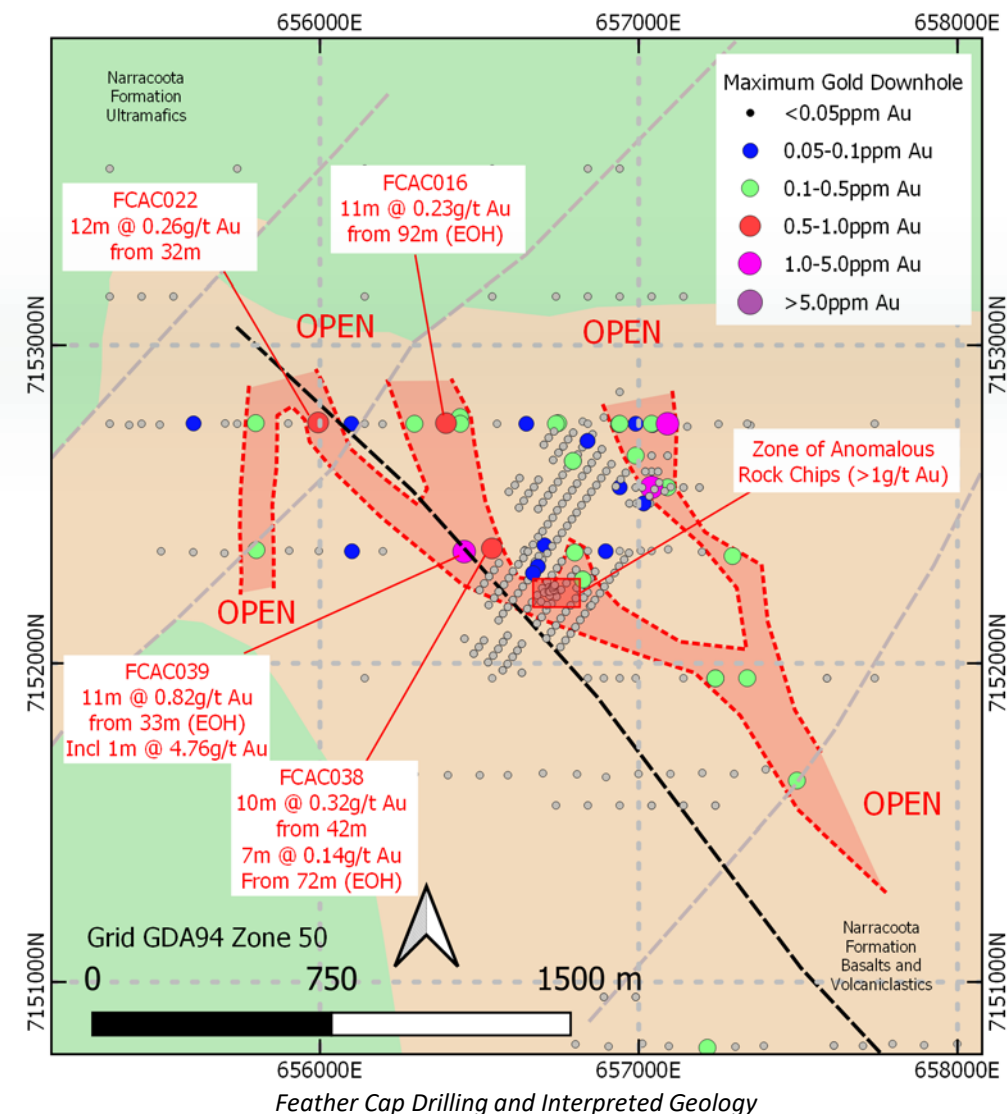 656000E
657000E
658000E
Narracoota
Formation
Ultramafics
Maximum Gold Downhole
<0.05ppm Au
0.05-0.1ppm Au
0.1-0.5ppm Au
0.5-1.0ppm Au
1.0-5.0ppm Au
>5.0ppm Au
FCAC022
12m @ 0.26g/t Au
from 32m
FCAC016
11m @ 0.23g/t Au
from 92m (EOH)
7153000N
OPEN
OPEN
7153000N
Zone of Anomalous
Rock Chips (>1g/t Au)
OPEN
7152000N
7152000N
FCAC039
11m @ 0.82g/t Au
from 33m (EOH)
Incl 1m @ 4.76g/t Au
FCAC038
10m @ 0.32g/t Au
from 42m
7m @ 0.14g/t Au
From 72m (EOH)
OPEN
Grid GDA94 Zone 50
0
750
1500 m
Narracoota
Formation
Basalts and
Volcaniclastics
7151000N
7151000N
656000E
657000E
658000E
Feather Cap Drilling and Interpreted Geology